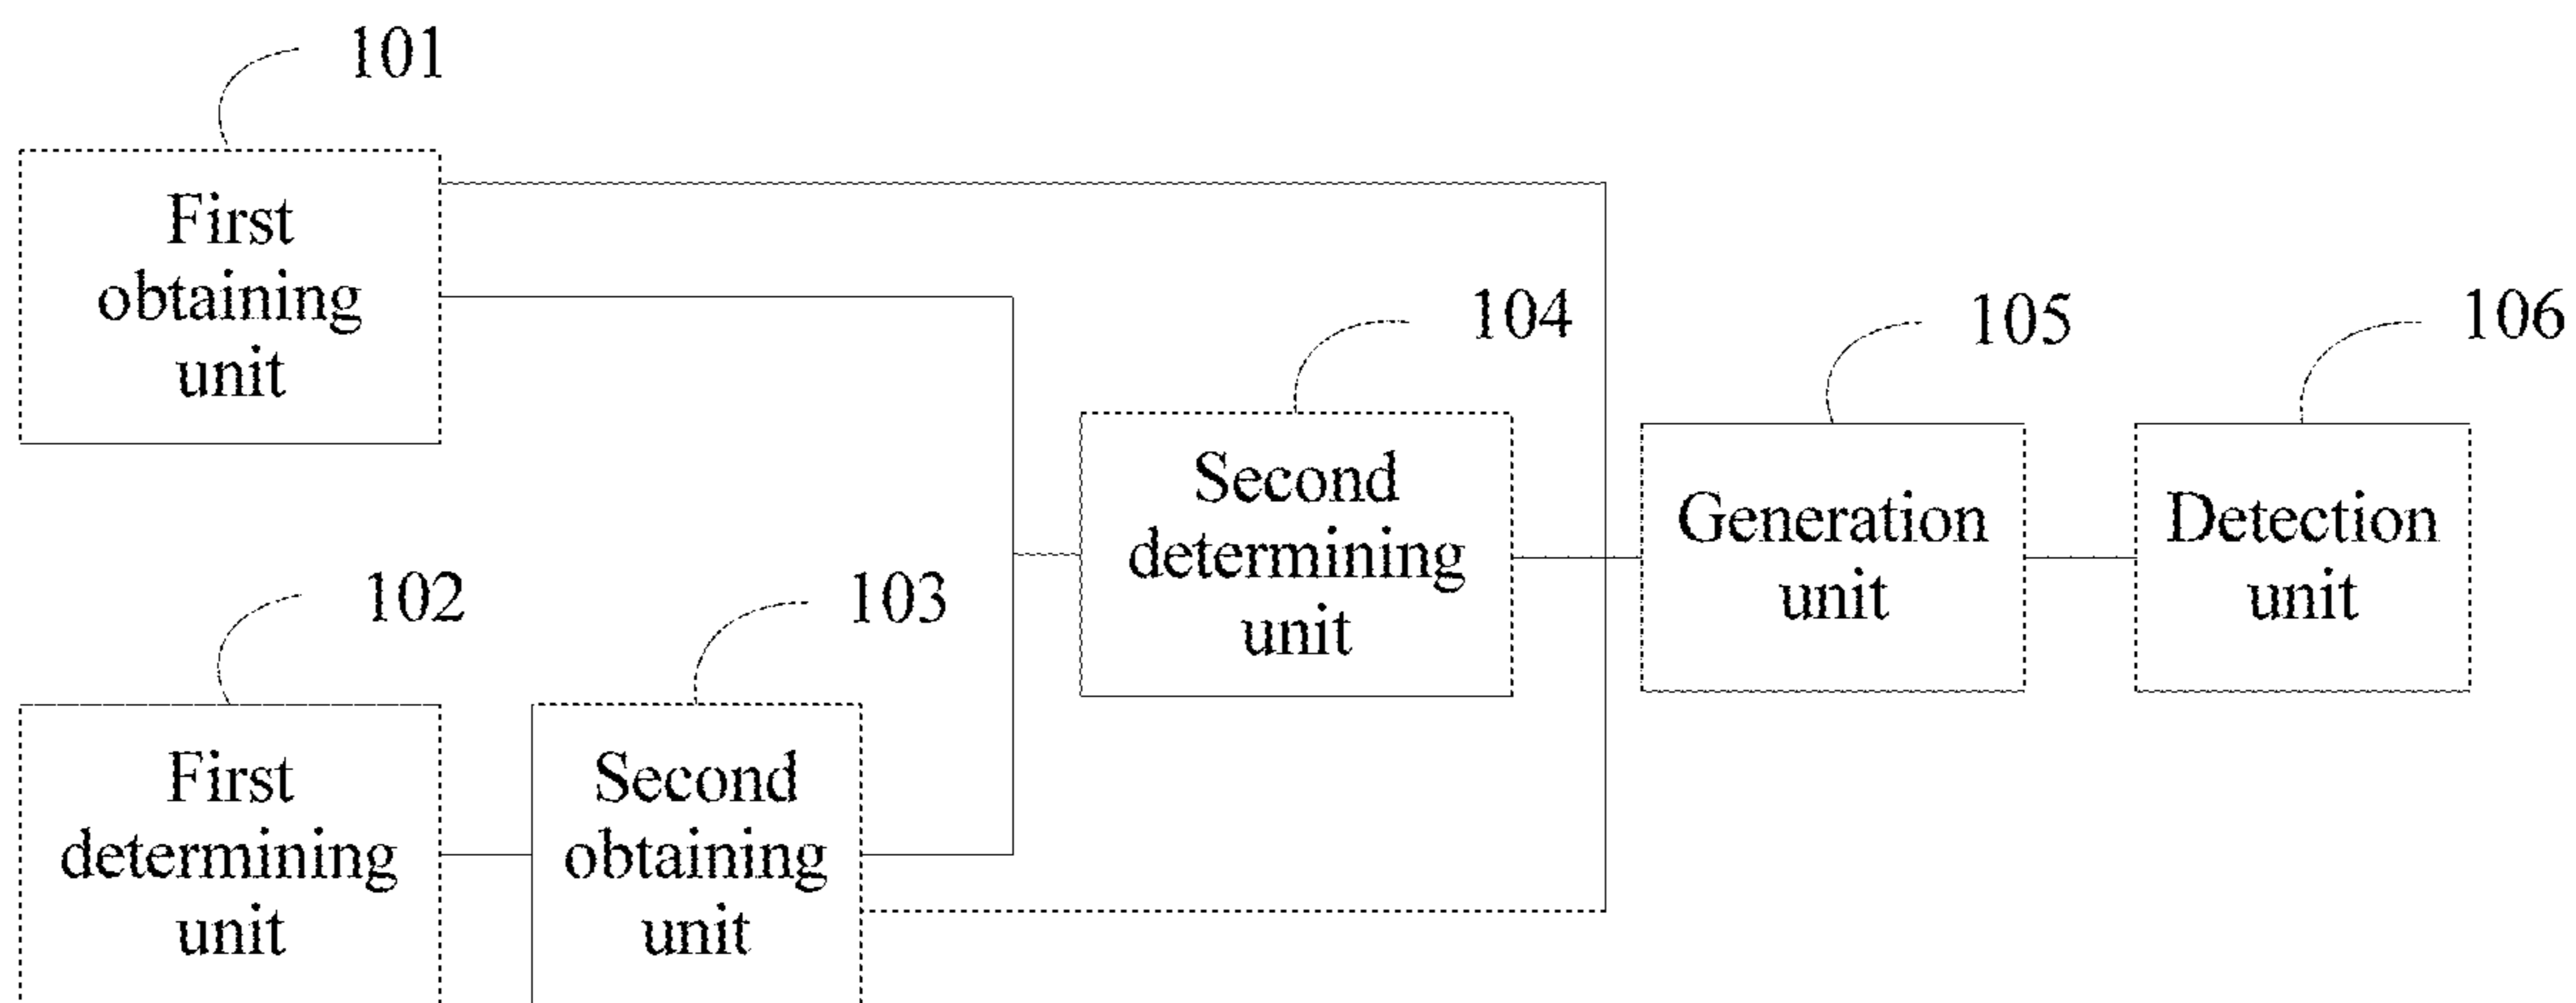 101
First
obtaining
unit
104
105
106
Second
determining
unit
Generation
unit
Detection
unit
102
103
First
determining
unit
Second
obtaining
unit